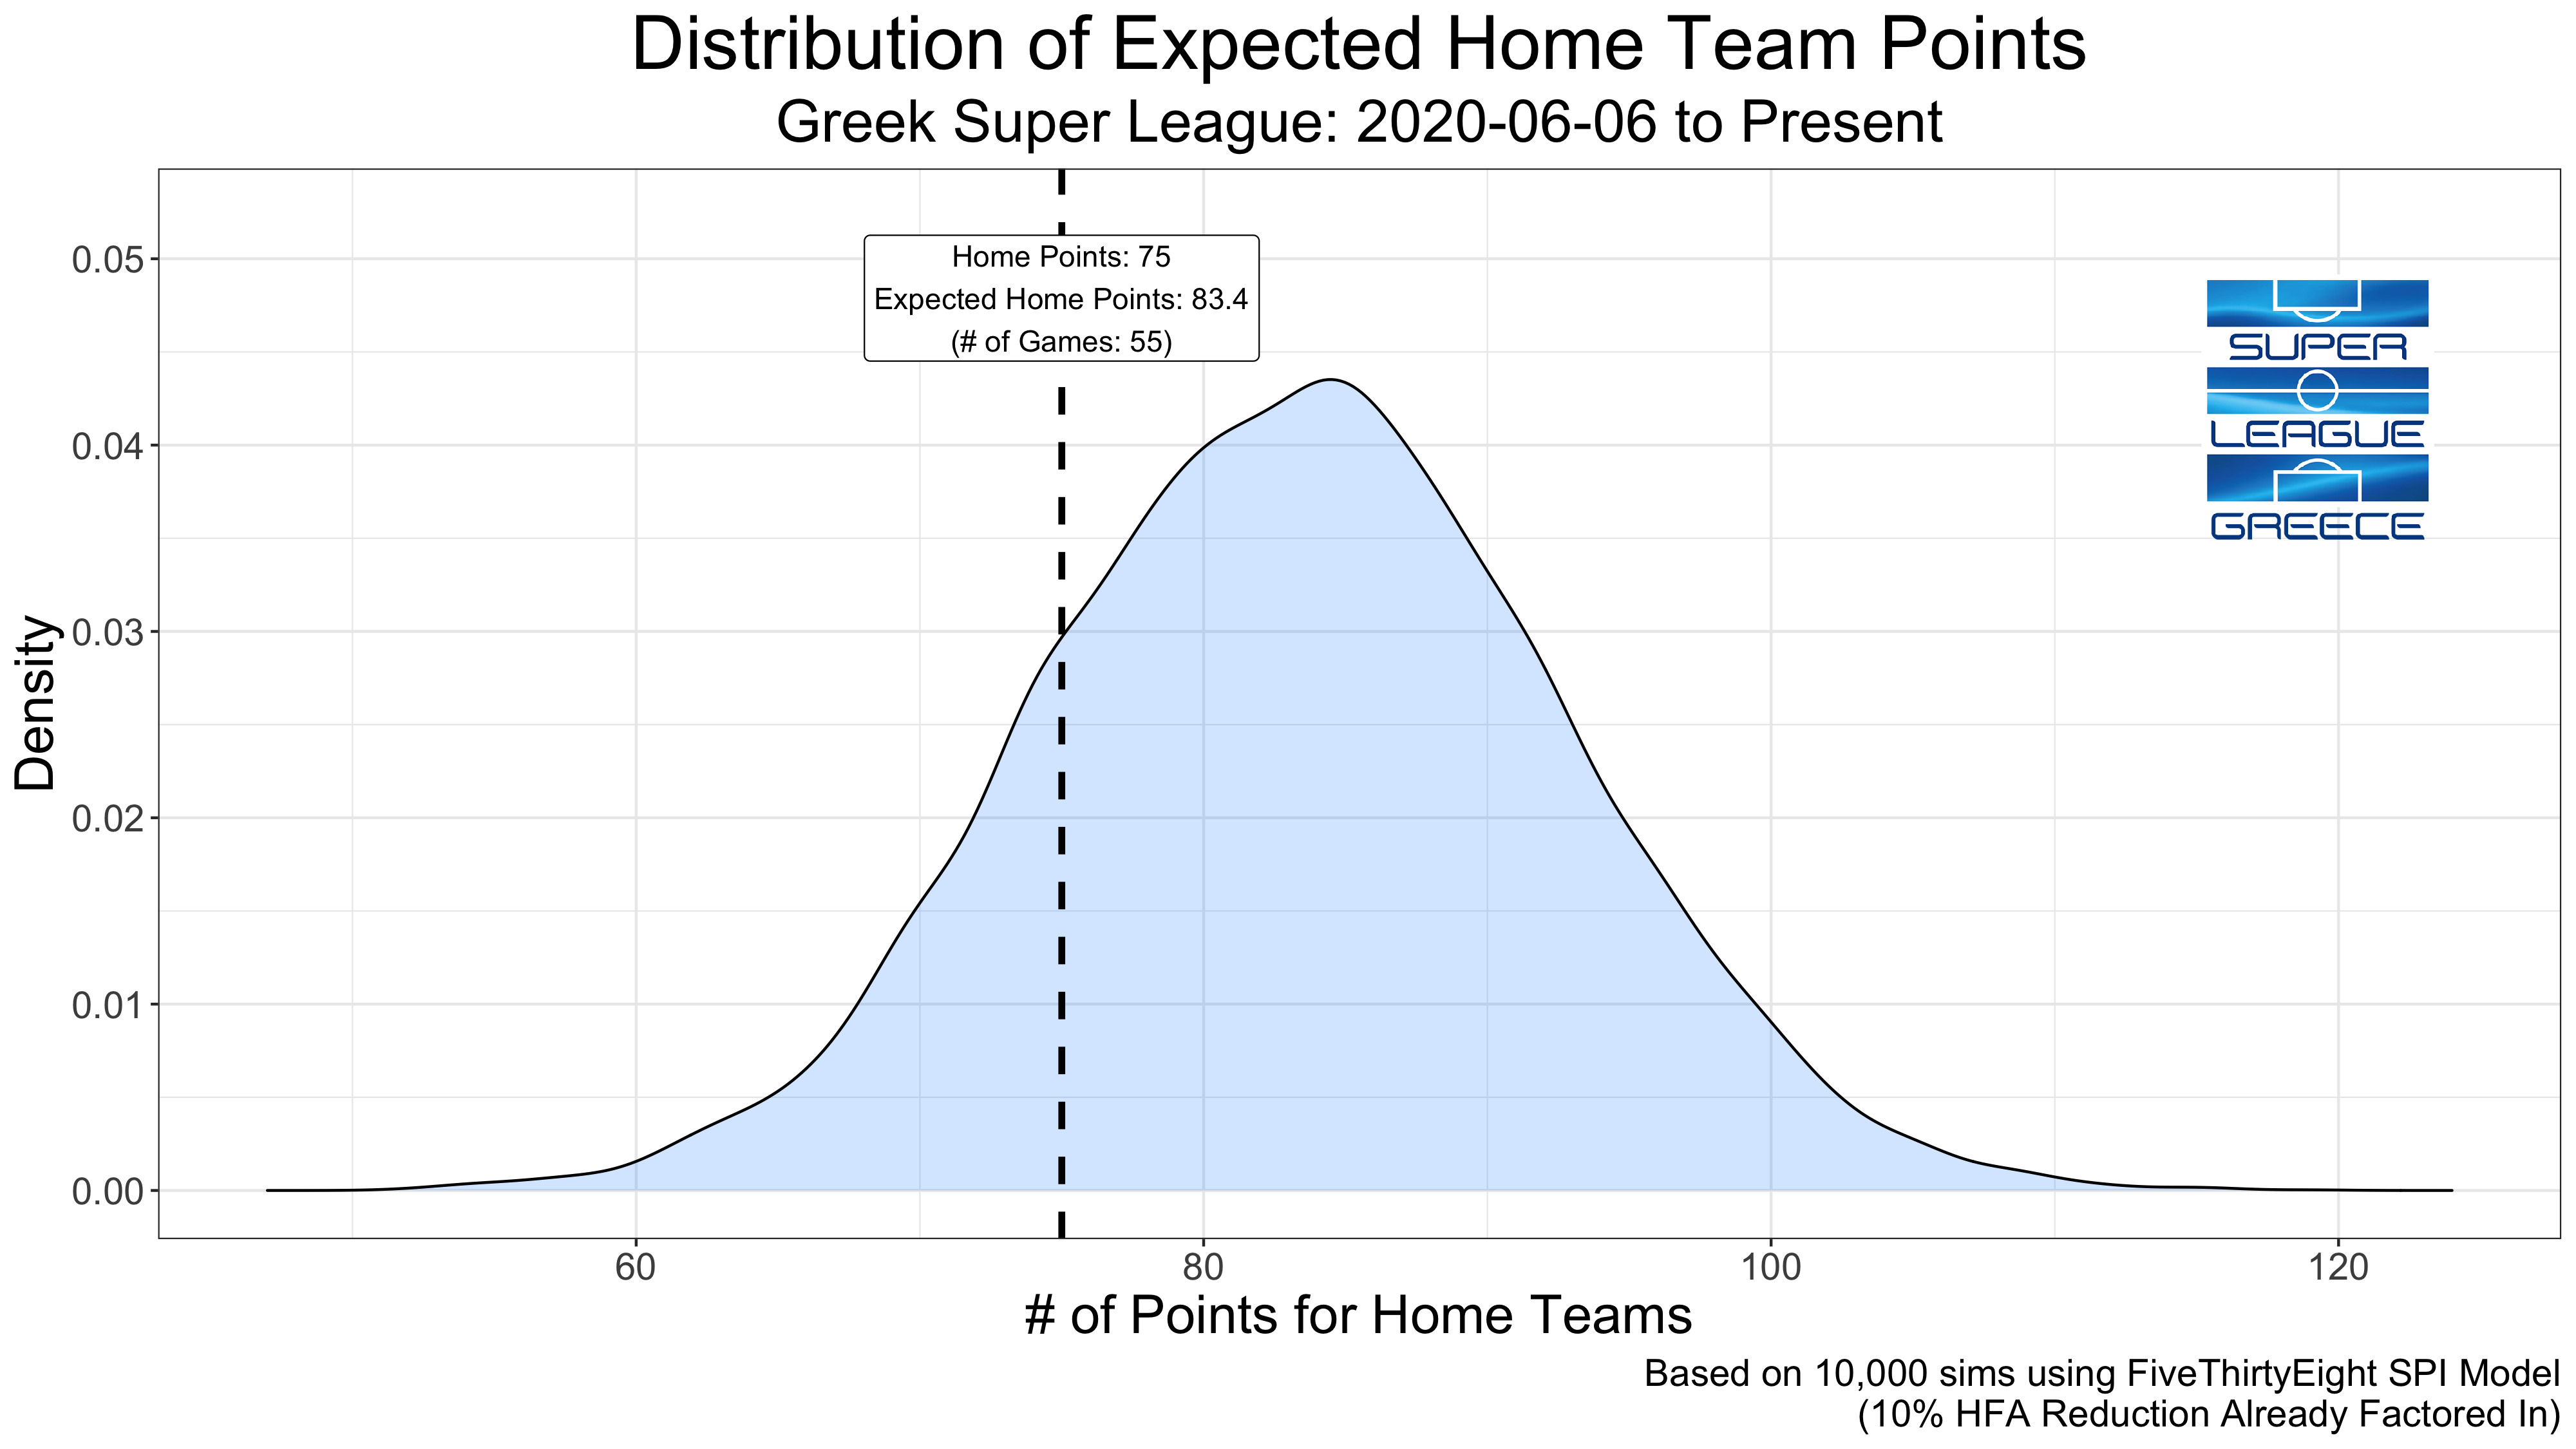 Distribution of Expected Home Team Points
Greek Super League: 2020-06-06 to Present
Home Points: 75
Expected Home Points: 83.4
(# of Games: 55)
SUPER
LEAGUE
GREECE
Density
0.05
0.04
0.03
0.02
0.01
0.00
60 80 100 120
# of Points for Home Teams
Based on 10,000 sims using FiveThirtyEight SPI Model
(10% HFA Reduction Already Factored In)